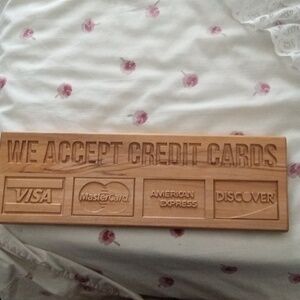 WE ACCEPT CREDIT CARDS
VISA MasterCard AMERICAN EXPRESS DISCOVER